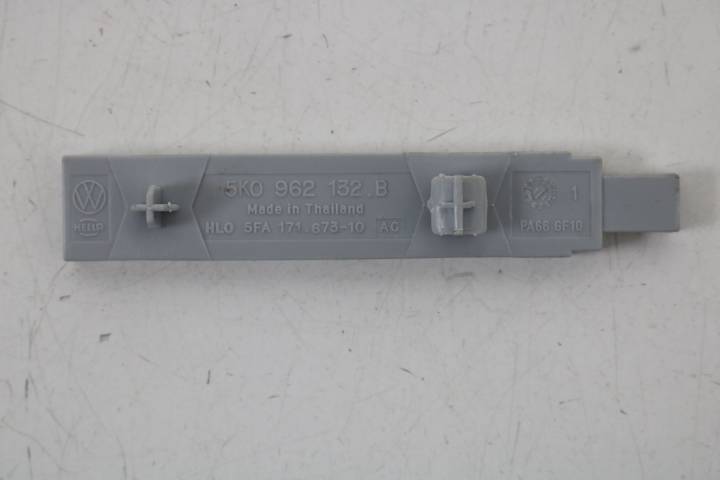 5K0 962 132.B
Made in Thailand
HLO 5FA 171.673-10 AC
HELLA
1
PA66 GF10